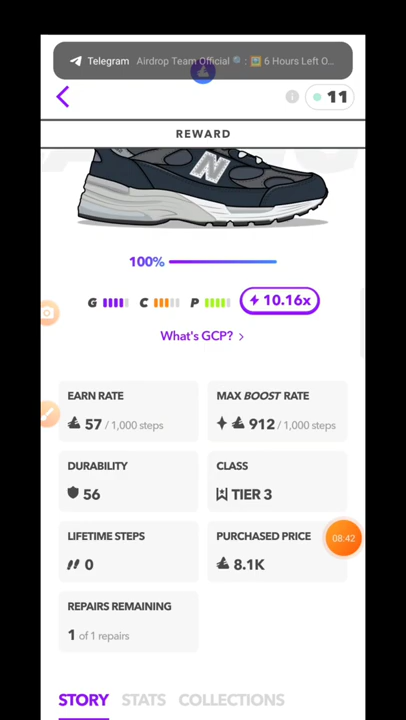 Telegram Airdrop Team Official 🔍: 🖼️ 6 Hours Left O...
11
REWARD
N
100%
G C P 10.16x
What's GCP? >
EARN RATE
57 / 1,000 steps
MAX BOOST RATE
912 / 1,000 steps
DURABILITY
56
CLASS
TIER 3
LIFETIME STEPS
0
PURCHASED PRICE
8.1K
08:42
REPAIRS REMAINING
1 of 1 repairs
STORY STATS COLLECTIONS